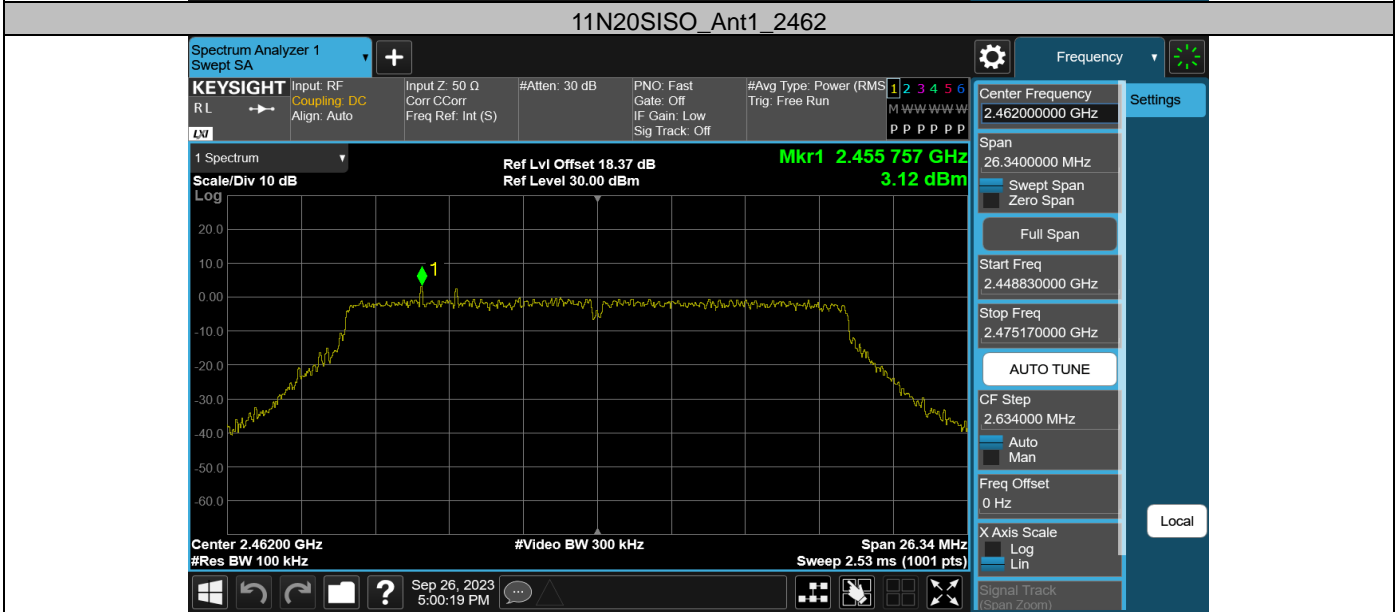 11N20SISO_Ant1_2462
Spectrum Analyzer 1
Swept SA
Frequency
KEYSIGHT
R L
LXI
Input: RF
Coupling: DC
Align: Auto
Input Z: 50 Ω
Corr CCorr
Freq Ref: Int (S)
#Atten: 30 dB
PNO: Fast
Gate: Off
IF Gain: Low
Sig Track: Off
#Avg Type: Power (RMS
Trig: Free Run
1 2 3 4 5 6
M W W W W W
P P P P P P
1 Spectrum
Scale/Div 10 dB
Log
Ref Lvl Offset 18.37 dB
Ref Level 30.00 dBm
Mkr1 2.455 757 GHz
3.12 dBm
20.0
10.0
1
0.00
-10.0
-20.0
-30.0
-40.0
-50.0
-60.0
Center 2.46200 GHz
#Video BW 300 kHz
Span 26.34 MHz
#Res BW 100 kHz
Sweep 2.53 ms (1001 pts)
Sep 26, 2023
5:00:19 PM
Center Frequency
2.462000000 GHz
Settings
Span
26.3400000 MHz
Swept Span
Zero Span
Full Span
Start Freq
2.448830000 GHz
Stop Freq
2.475170000 GHz
AUTO TUNE
CF Step
2.634000 MHz
Auto
Man
Freq Offset
0 Hz
X Axis Scale
Log
Lin
Local
Signal Track
(Span Zoom)